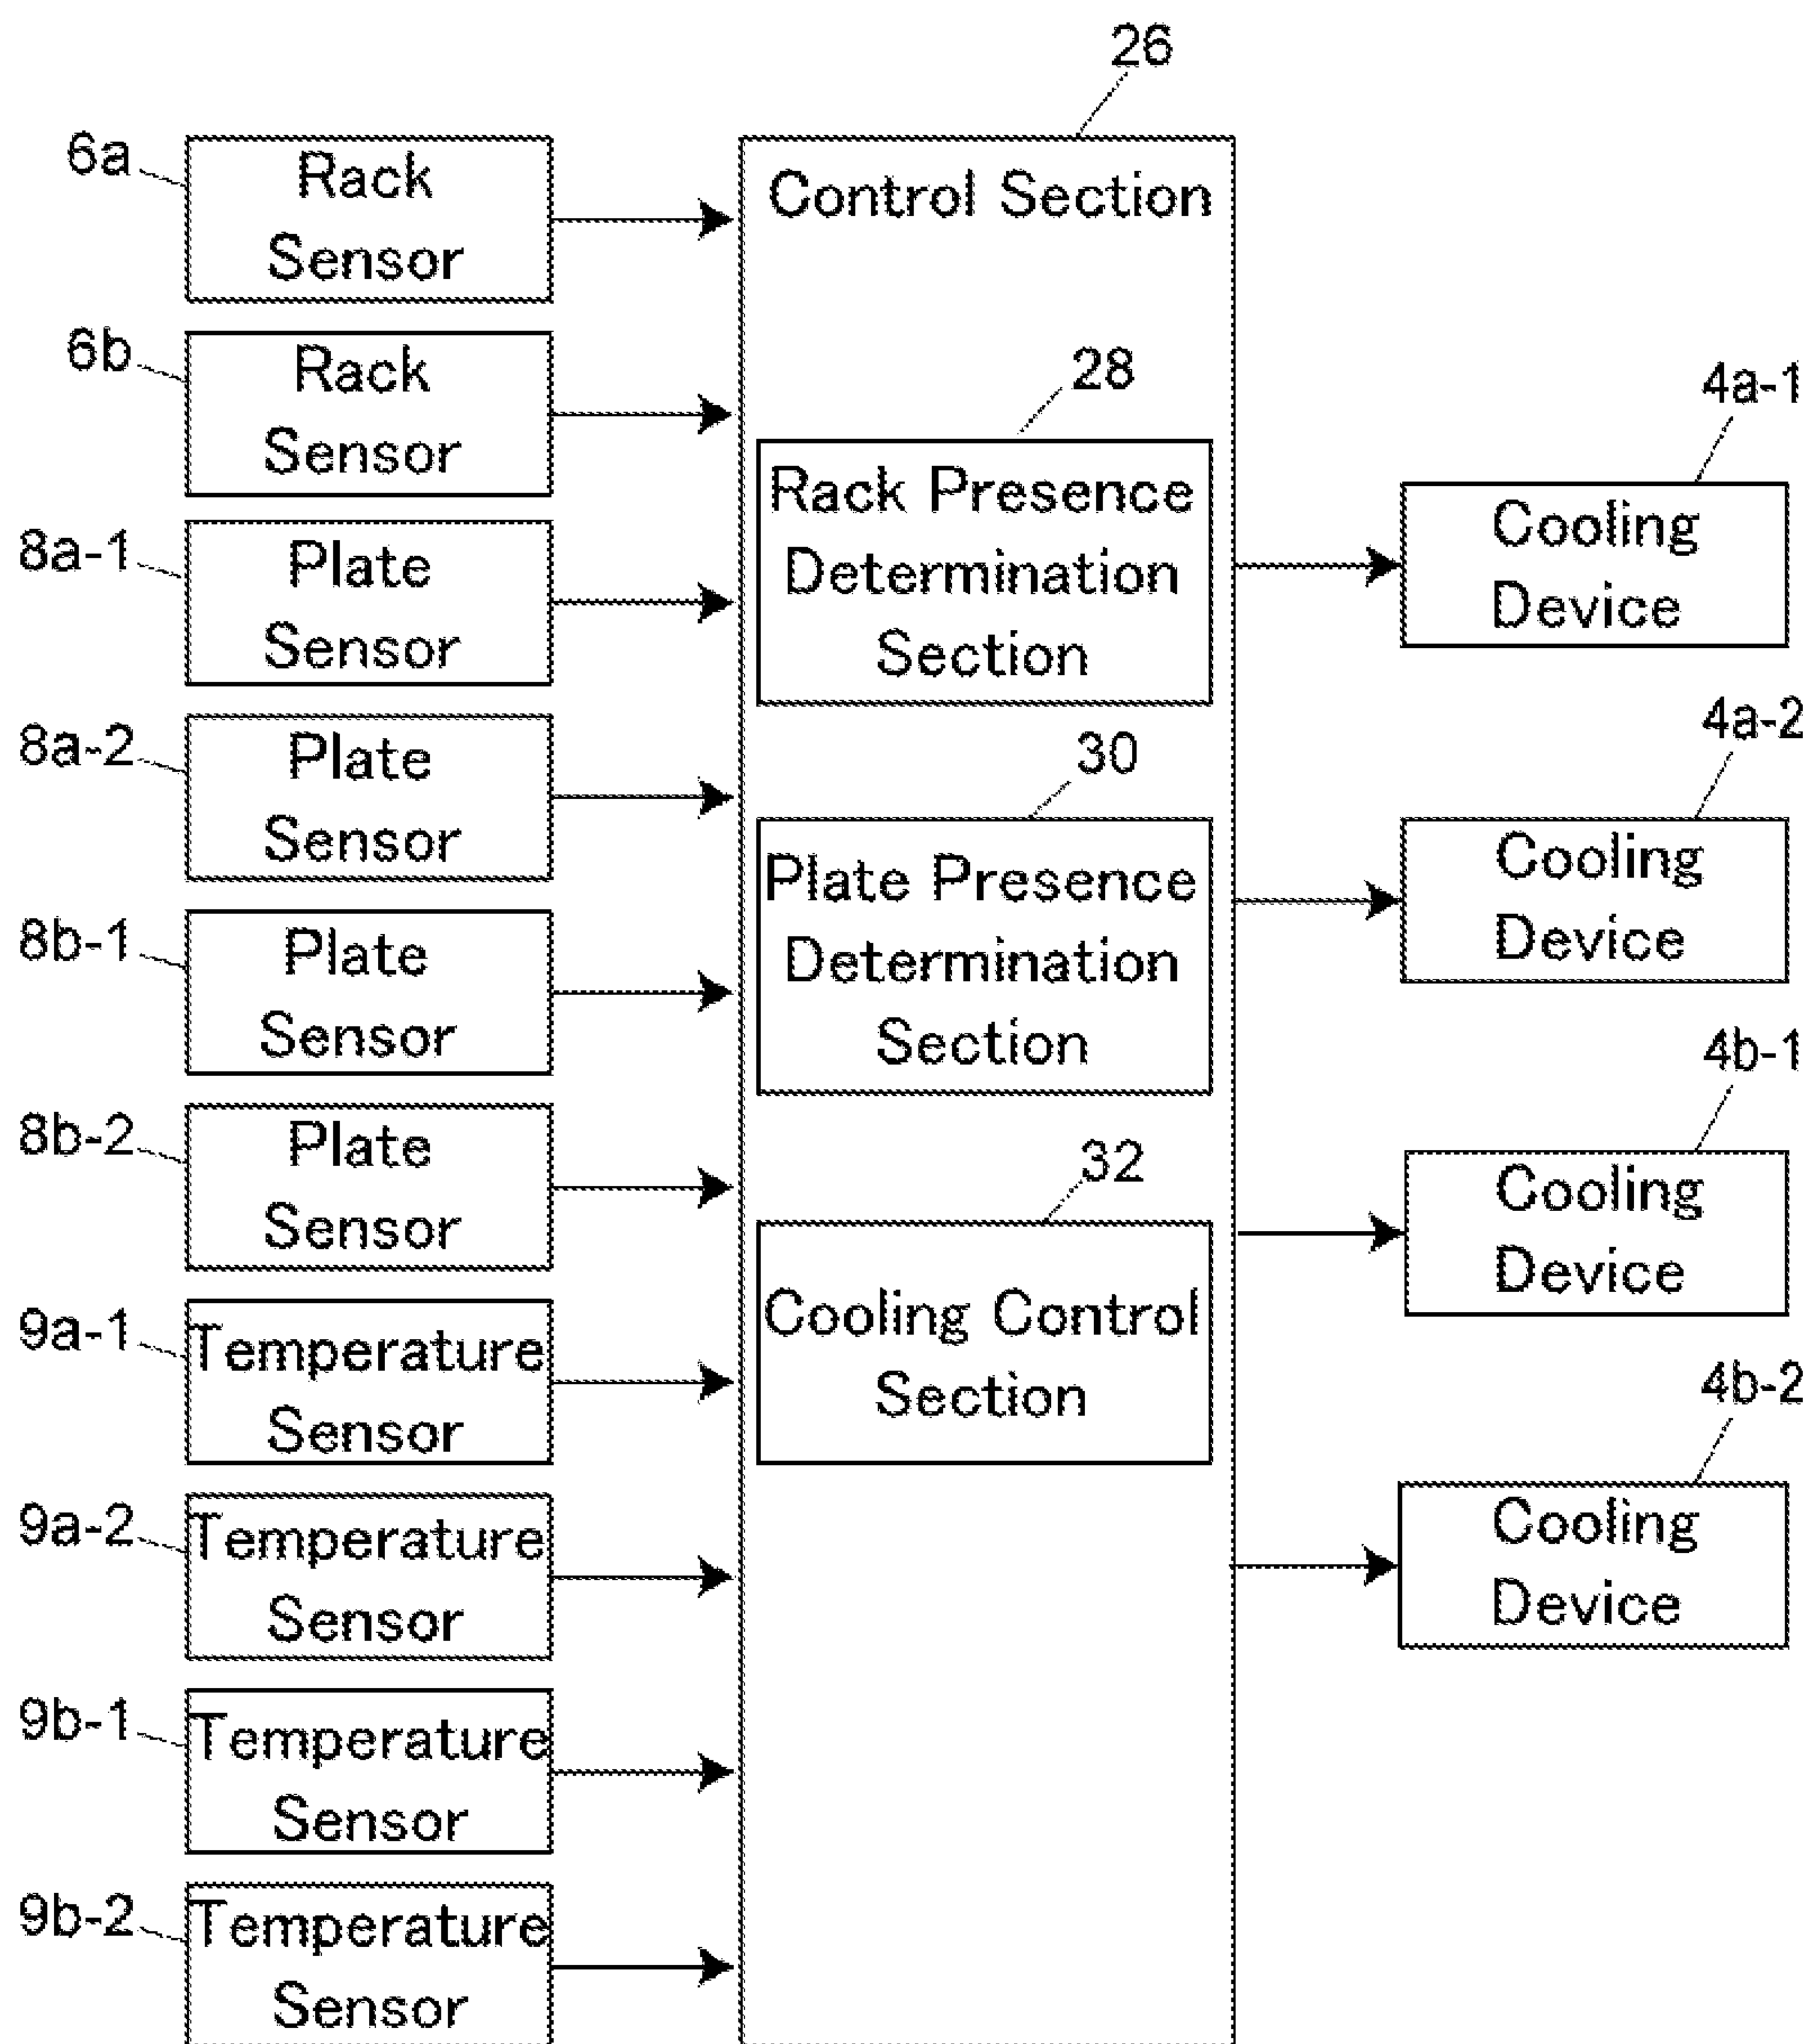 26
6a
Rack
Sensor
Control Section
6b
Rack
Sensor
28
4a-1
Rack Presence
Determination
Section
Cooling
Device
8a-1
Plate
Sensor
8a-2
Plate
Sensor
30
4a-2
Plate Presence
Determination
Section
Cooling
Device
8b-1
Plate
Sensor
8b-2
Plate
Sensor
32
4b-1
Cooling Control
Section
Cooling
Device
9a-1
Temperature
Sensor
4b-2
Cooling
Device
9a-2
Temperature
Sensor
9b-1
Temperature
Sensor
9b-2
Temperature
Sensor